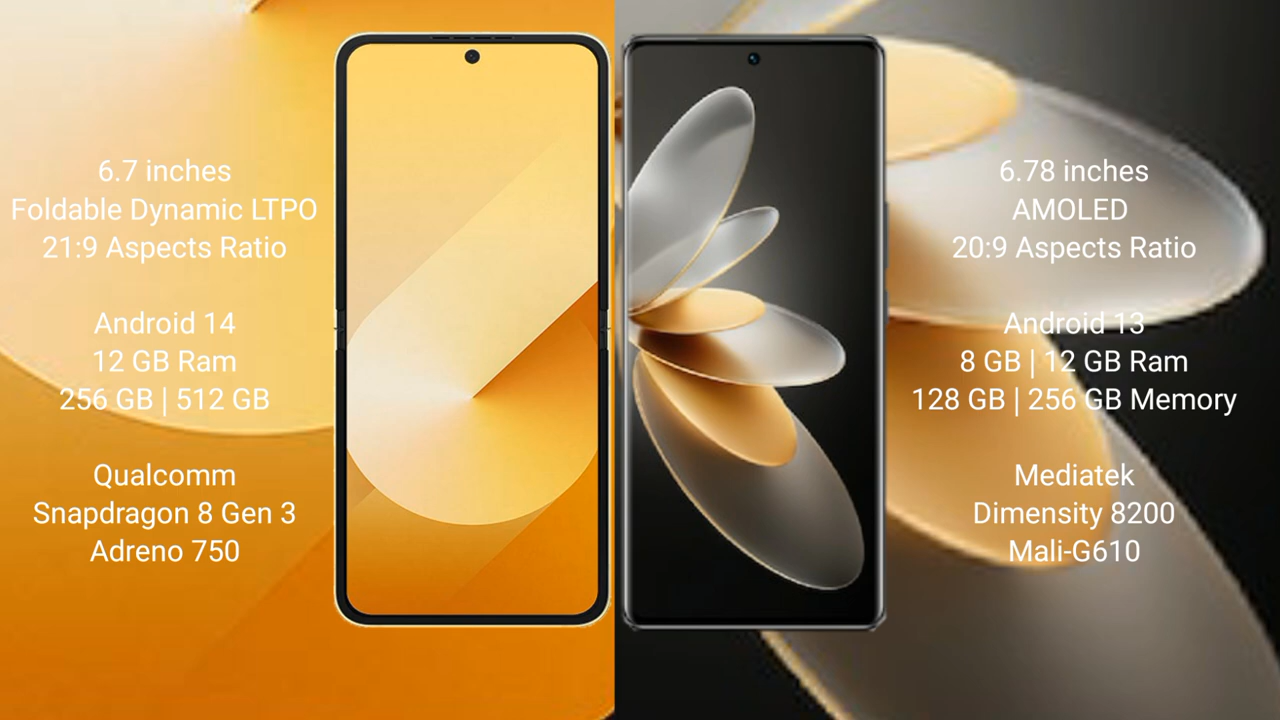 6.7 inches
Foldable Dynamic LTPO
21:9 Aspects Ratio
Android 14
12 GB Ram
256 GB | 512 GB
Qualcomm
Snapdragon 8 Gen 3
Adreno 750
6.78 inches
AMOLED
20:9 Aspects Ratio
Android 13
8 GB | 12 GB Ram
128 GB | 256 GB Memory
Mediatek
Dimensity 8200
Mali-G610